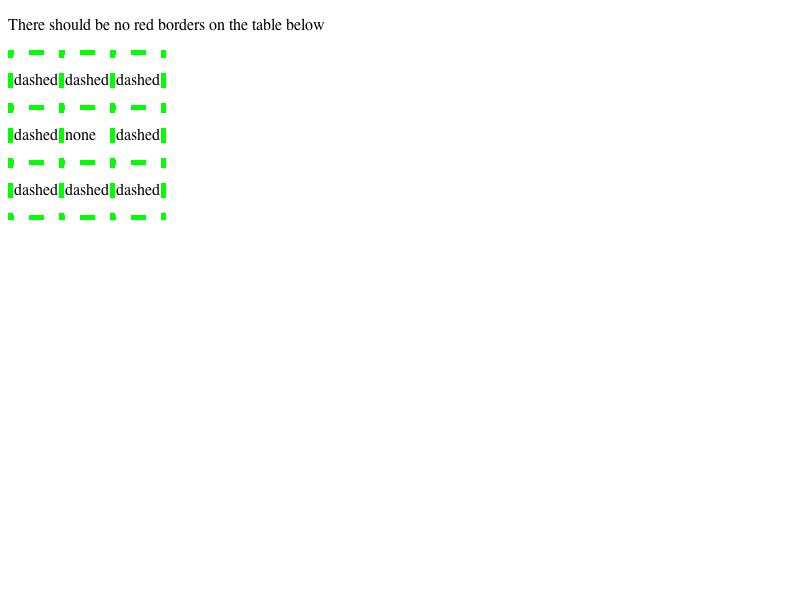 There should be no red borders on the table below
dashed dashed dashed
dashed none dashed
dashed dashed dashed